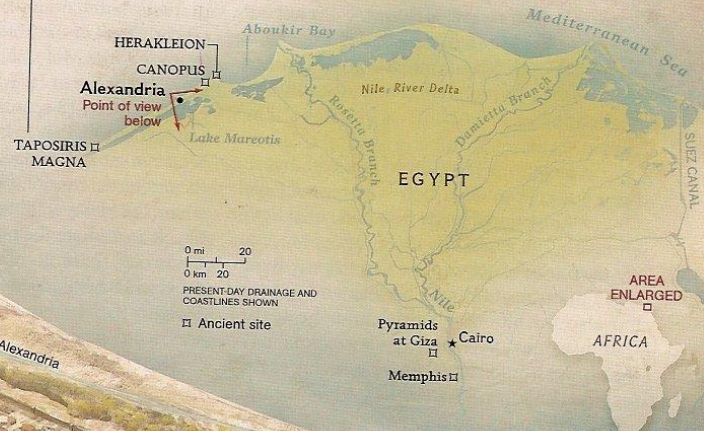 Mediterranean Sea
Aboukir Bay
HERAKLEION
CANOPUS
Alexandria
Point of view
below
Nile River Delta
Rosetta Branch
Damietta Branch
Lake Mareotis
TAPOSIRIS
MAGNA
EGYPT
SUEZ CANAL
0 mi 20
0 km 20
PRESENT-DAY DRAINAGE AND
COASTLINES SHOWN
Ancient site
Nile
AREA
ENLARGED
AFRICA
Pyramids
at Giza
Cairo
Memphis
Alexandria